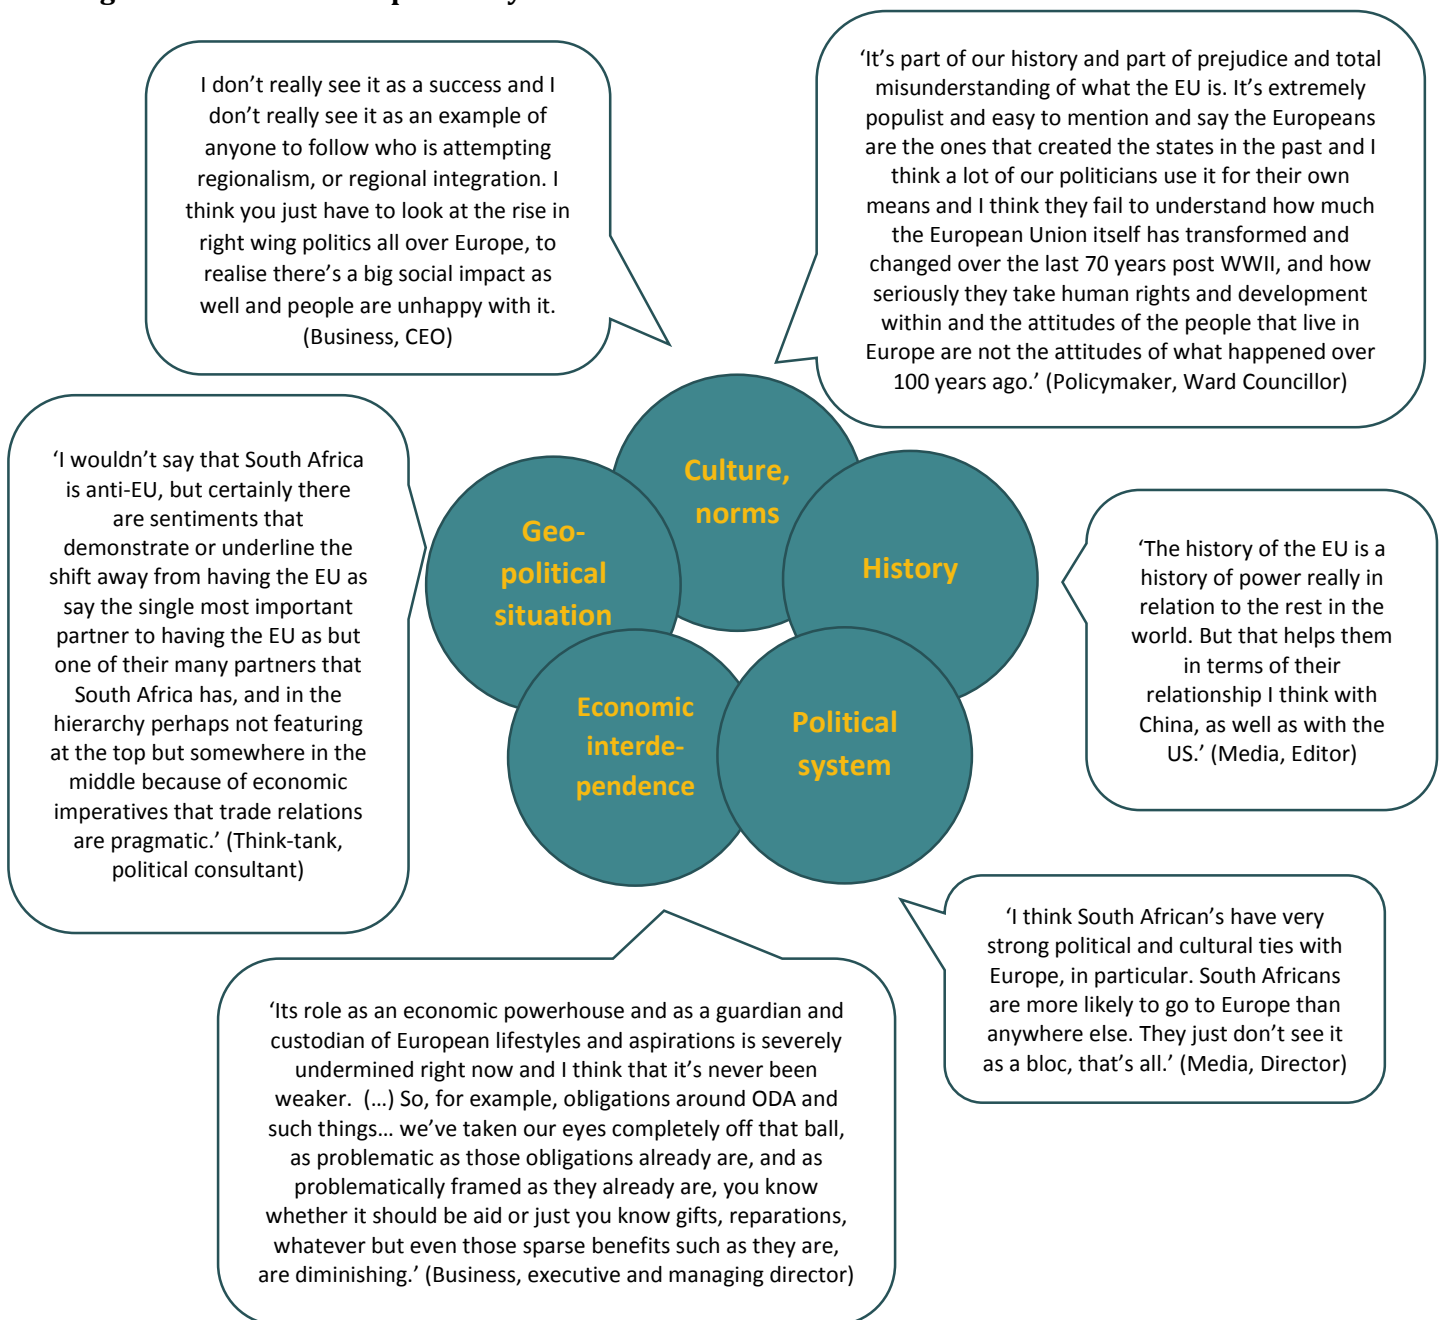 I don’t really see it as a success and I
don’t really see it as an example of
anyone to follow who is attempting
regionalism, or regional integration. I
think you just have to look at the rise in
right wing politics all over Europe, to
realise there’s a big social impact as
well and people are unhappy with it.
(Business, CEO)
‘It’s part of our history and part of prejudice and total
misunderstanding of what the EU is. It’s extremely
populist and easy to mention and say the Europeans
are the ones that created the states in the past and I
think a lot of our politicians use it for their own
means and I think they fail to understand how much
the European Union itself has transformed and
changed over the last 70 years post WWII, and how
seriously they take human rights and development
within and the attitudes of the people that live in
Europe are not the attitudes of what happened over
100 years ago.’ (Policymaker, Ward Councillor)
‘I wouldn’t say that South Africa
is anti-EU, but certainly there
are sentiments that
demonstrate or underline the
shift away from having the EU as
say the single most important
partner to having the EU as but
one of their many partners that
South Africa has, and in the
hierarchy perhaps not featuring
at the top but somewhere in the
middle because of economic
imperatives that trade relations
are pragmatic.’ (Think-tank,
political consultant)
Culture,
norms
Geo-
political
situation
History
Economic
interde-
pendence
Political
system
‘The history of the EU is a
history of power really in
relation to the rest in the
world. But that helps them
in terms of their
relationship I think with
China, as well as with the
US.’ (Media, Editor)
‘I think South African’s have very
strong political and cultural ties with
Europe, in particular. South Africans
are more likely to go to Europe than
anywhere else. They just don’t see it
as a bloc, that’s all.’ (Media, Director)
‘Its role as an economic powerhouse and as a guardian and
custodian of European lifestyles and aspirations is severely
undermined right now and I think that it’s never been
weaker.  (…) So, for example, obligations around ODA and
such things… we’ve taken our eyes completely off that ball,
as problematic as those obligations already are, and as
problematically framed as they already are, you know
whether it should be aid or just you know gifts, reparations,
whatever but even those sparse benefits such as they are,
are diminishing.’ (Business, executive and managing director)